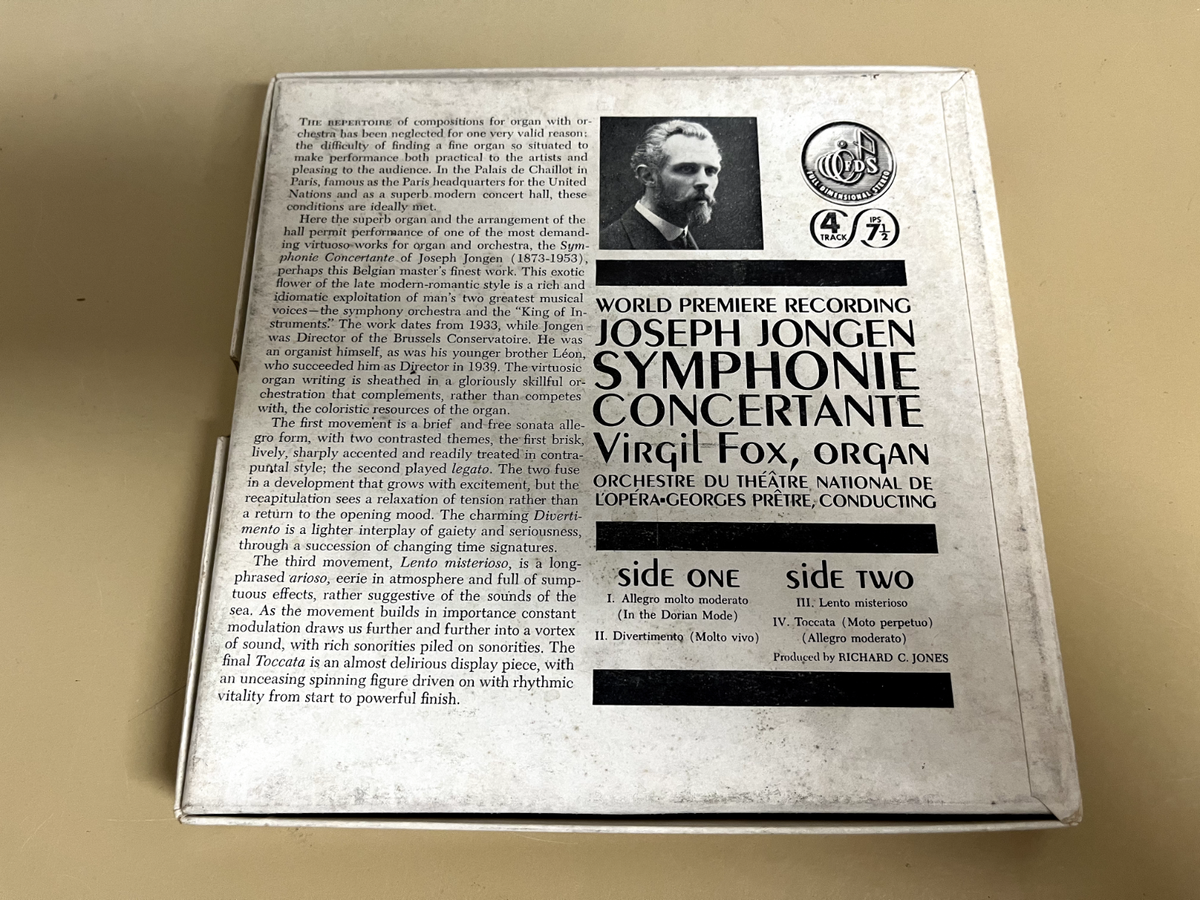 THE REPERTOIRE of compositions for organ with or-
chestra has been neglected for one very valid reason:
the difficulty of finding a fine organ so situated to
make performance both practical to the artists and
pleasing to the audience. In the Palais de Chaillot in
Paris, famous as the Paris headquarters for the United
Nations and as a superb modern concert hall, these
conditions are ideally met.
Here the superb organ and the arrangement of the
hall permit performance of one of the most demand-
ing virtuoso works for organ and orchestra, the Sym-
phonie Concertante of Joseph Jongen (1873-1953),
perhaps this Belgian master's finest work. This exotic
flower of the late modern-romantic style is a rich and
idiomatic exploitation of man's two greatest musical
voices—the symphony orchestra and the "King of In-
struments." The work dates from 1933, while Jongen
was Director of the Brussels Conservatoire. He was
an organist himself, as was his younger brother Léon,
who succeeded him as Director in 1939. The virtuosic
organ writing is sheathed in a gloriously skillful or-
chestration that complements, rather than competes
with, the coloristic resources of the organ.
The first movement is a brief and free sonata alle-
gro form, with two contrasted themes, the first brisk,
lively, sharply accented and readily treated in contra-
puntal style; the second played legato. The two fuse
in a development that grows with excitement, but the
recapitulation sees a relaxation of tension rather than
a return to the opening mood. The charming Diverti-
mento is a lighter interplay of gaiety and seriousness,
through a succession of changing time signatures.
The third movement, Lento misterioso, is a long-
phrased arioso, eerie in atmosphere and full of sump-
tuous effects, rather suggestive of the sounds of the
sea. As the movement builds in importance constant
modulation draws us further and further into a vortex
of sound, with rich sonorities piled on sonorities. The
final Toccata is an almost delirious display piece, with
an unceasing spinning figure driven on with rhythmic
vitality from start to powerful finish.
FDS
FULL DIMENSIONAL STEREO
4 TRACK
IPS 7½
WORLD PREMIERE RECORDING
JOSEPH JONGEN
SYMPHONIE
CONCERTANTE
Virgil Fox, ORGAN
ORCHESTRE DU THÉÂTRE NATIONAL DE
L'OPÉRA•GEORGES PRÊTRE, CONDUCTING
side ONE
I. Allegro molto moderato
(In the Dorian Mode)
II. Divertimento (Molto vivo)
side TWO
III. Lento misterioso
IV. Toccata (Moto perpetuo)
(Allegro moderato)
Produced by RICHARD C. JONES